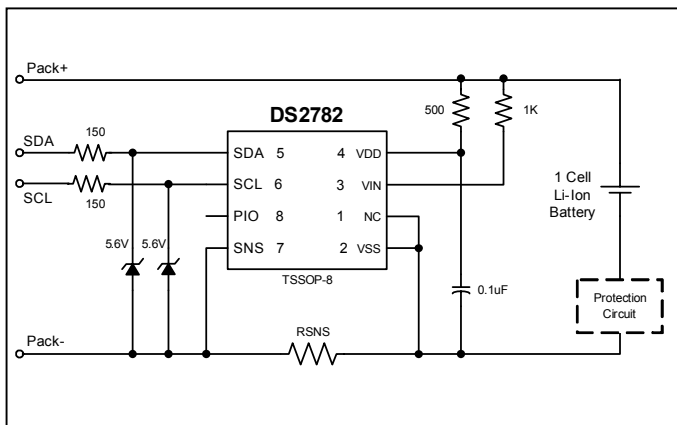 Pack+
DS2782
500
1K
SDA
150
SDA 5
4 VDD
SCL
150
SCL 6
3 VIN
PIO 8
1 NC
SNS 7
2 VSS
5.6V
5.6V
TSSOP-8
0.1uF
1 Cell
Li-Ion
Battery
Protection
Circuit
RSNS
Pack-